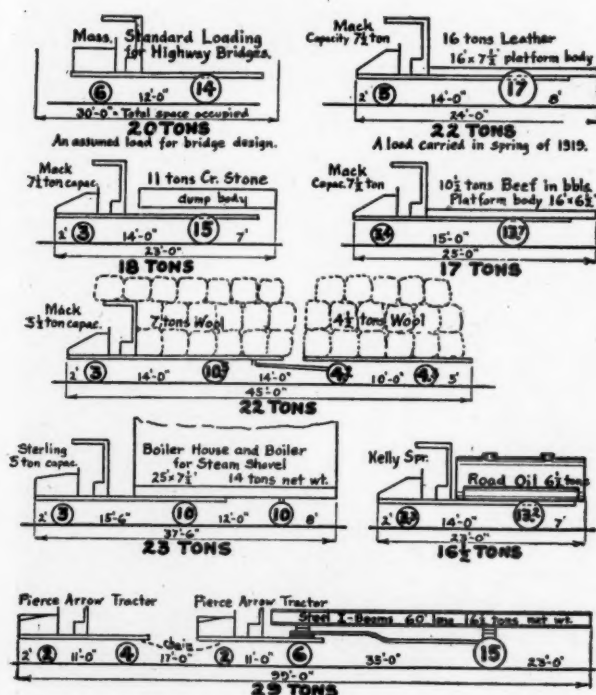 Mass. Standard Loading
for Highway Bridges.
6 12'-0" 14
30'-0" - Total space occupied
20 TONS
An assumed load for bridge design.
Mack
Capacity 7½ ton
16 tons Leather
16' x 7½' platform body
2' 5 14'-0" 17 8'
24'-0"
22 TONS
A load carried in spring of 1919.
Mack
7½ ton capac.
11 tons Cr. Stone
dump body
2' 3 14'-0" 15 7'
23'-0"
18 TONS
Mack
Capac. 7½ ton
10½ tons Beef in bbls
Platform body 16' x 6½'
2' 15'-0"
25'-0"
17 TONS
Mack
3½ ton capac.
7 tons Wool
4½ tons Wool
2' 3 14'-0" 14'-0" 10'-0" 5'
45'-0"
22 TONS
Sterling
5 ton capac.
Boiler House and Boiler
for Steam Shovel
25' x 7½' 14 tons net wt.
2' 3 15'-6" 10 12'-0" 10 8'
37'-6"
23 TONS
Kelly Spr.
Road Oil 6½ tons
2' 14'-0" 13.2 7'
23'-0"
16½ TONS
Pierce Arrow Tractor
Pierce Arrow Tractor
Steel I-Beams 60' long 16½ tons net wt.
2' 2 11'-0" 4 chain 17'-0" 2 11'-0" 6 35'-0" 15 23'-0"
99'-0"
29 TONS